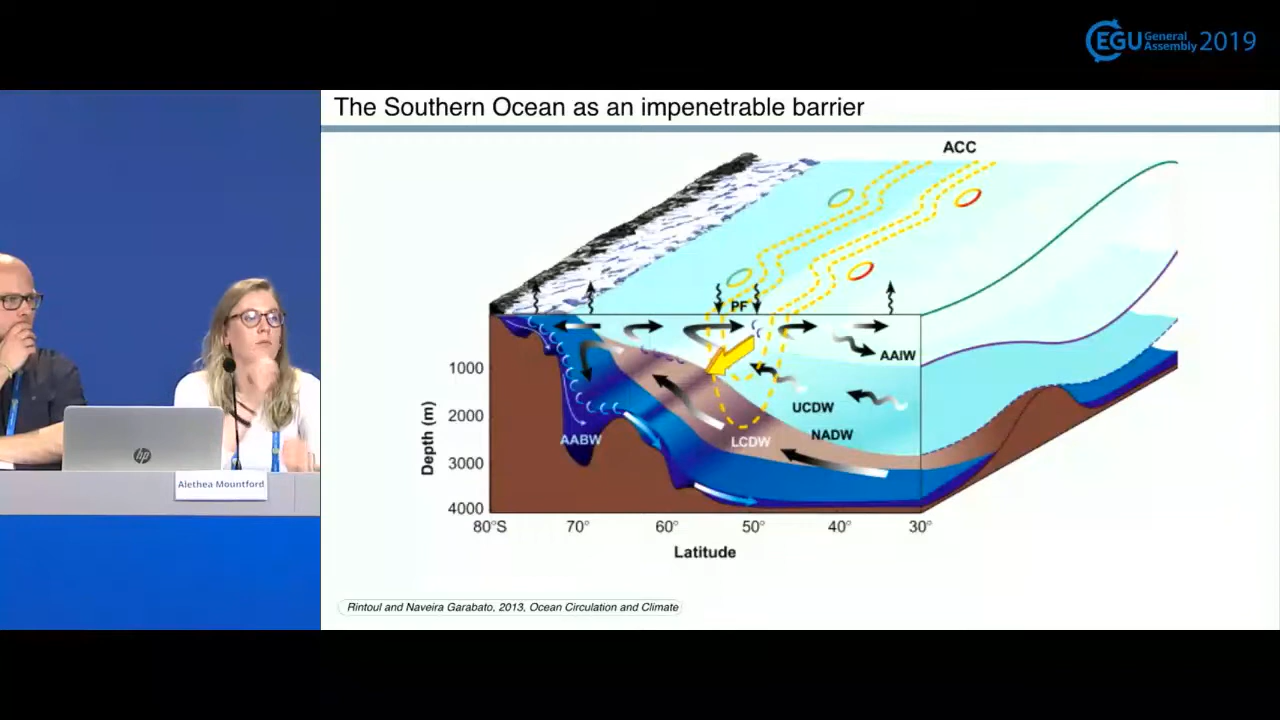 EGU General
Assembly 2019
The Southern Ocean as an impenetrable barrier
ACC
PF
AAIW
UCDW
NADW
LCDW
AABW
Depth (m)
1000
2000
3000
4000
80°S 70° 60° 50° 40° 30°
Latitude
Rintoul and Naveira Garabato, 2013, Ocean Circulation and Climate
hp
Alethea Mountford